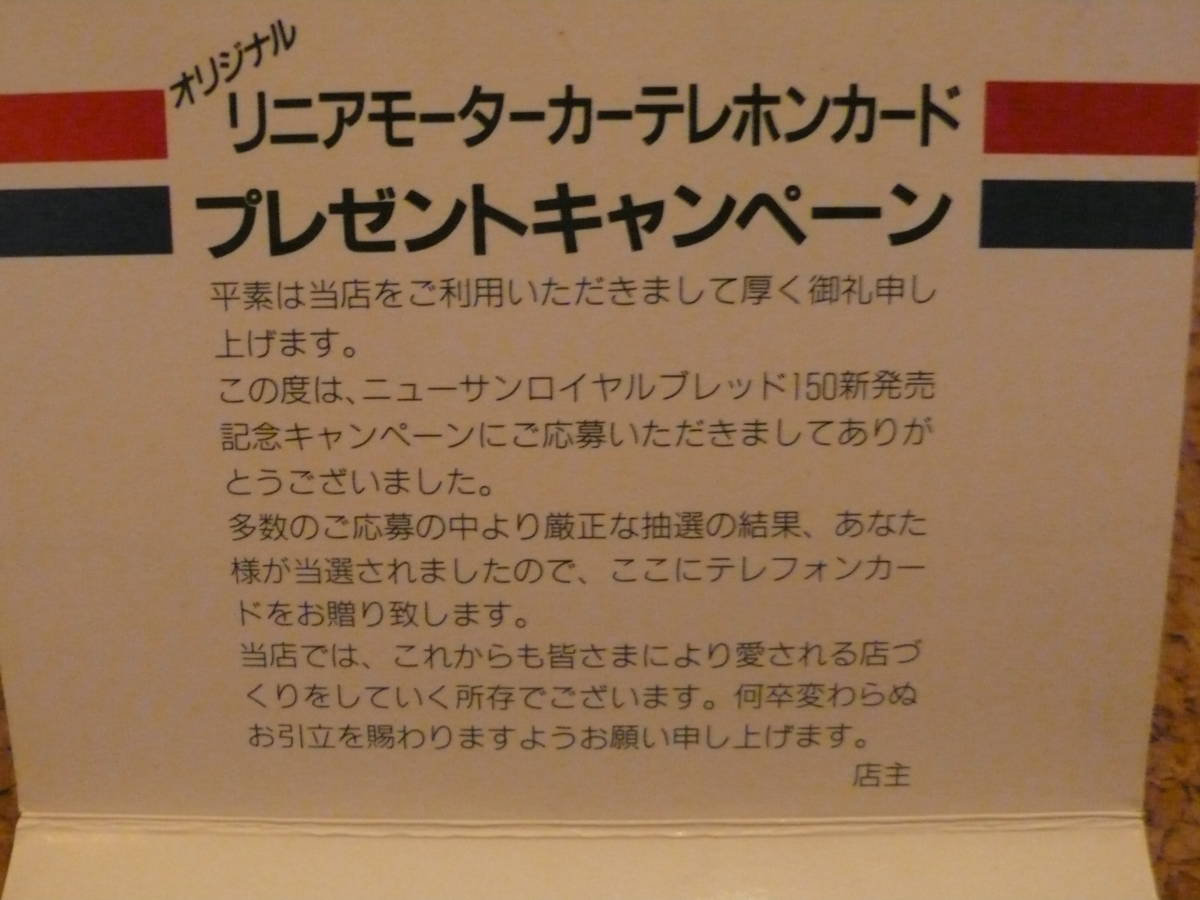 オリジナル
リニアモーターカーテレホンカード
プレゼントキャンペーン
平素は当店をご利用いただきまして厚く御礼申し
上げます。
この度は、ニューサンロイヤルブレッド150新発売
記念キャンペーンにご応募いただきましてありが
とうございました。
多数のご応募の中より厳正な抽選の結果、あなた
様が当選されましたので、ここにテレフォンカー
ドをお贈り致します。
当店では、これからも皆さまにより愛される店づ
くりをしていく所存でございます。何卒変わらぬ
お引立を賜わりますようお願い申し上げます。
店主